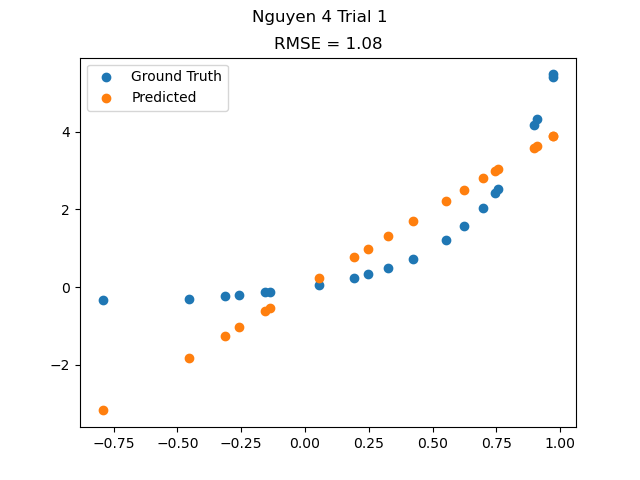 Nguyen 4 Trial 1
RMSE = 1.08
Ground Truth
Predicted
4
2
0
−2
−0.75 −0.50 −0.25 0.00 0.25 0.50 0.75 1.00